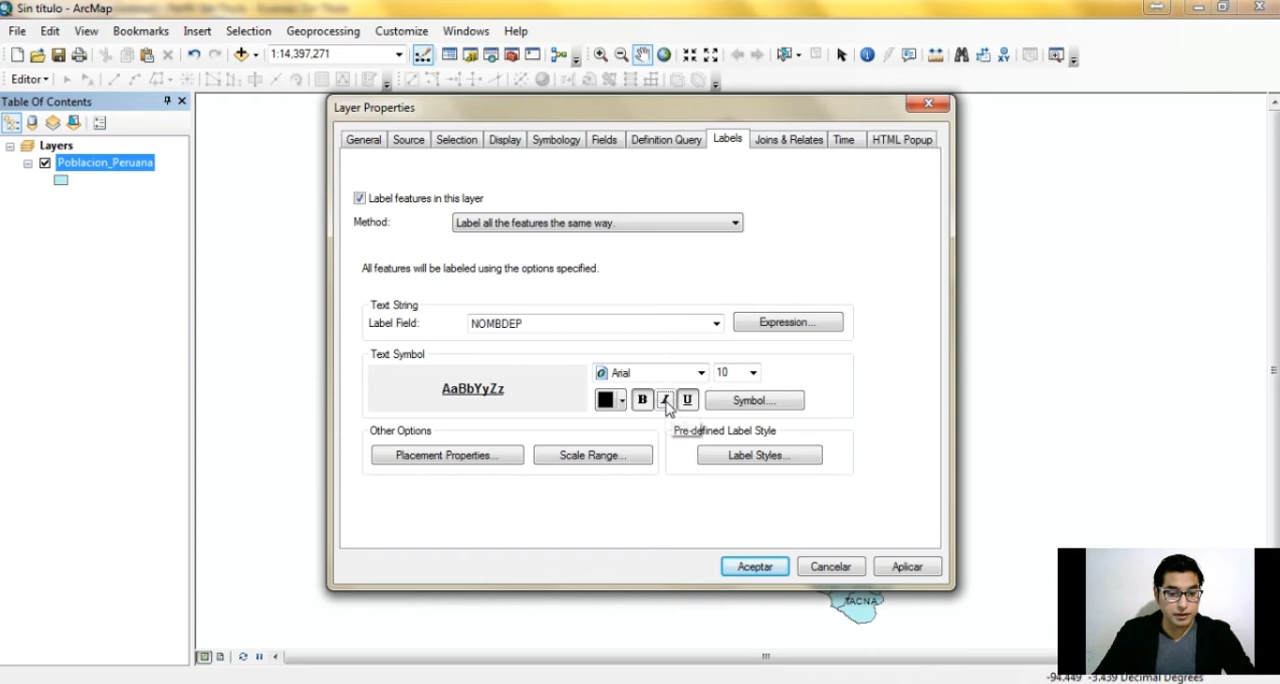 Sin título - ArcMap
File Edit View Bookmarks Insert Selection Geoprocessing Customize Windows Help
1:14,397,271
Editor
Table Of Contents
Layers
Poblacion_Peruana
Layer Properties
General Source Selection Display Symbology Fields Definition Query Labels Joins & Relates Time HTML Popup
Label features in this layer
Method: Label all the features the same way.
All features will be labeled using the options specified.
Text String
Label Field: NOMBDEP Expression...
Text Symbol
AaBbYyZz
Arial 10
B I U Symbol...
Other Options
Pre-defined Label Style
Placement Properties... Scale Range... Label Styles...
Aceptar Cancelar Aplicar
TACNA
-94.449 -3.439 Decimal Degrees